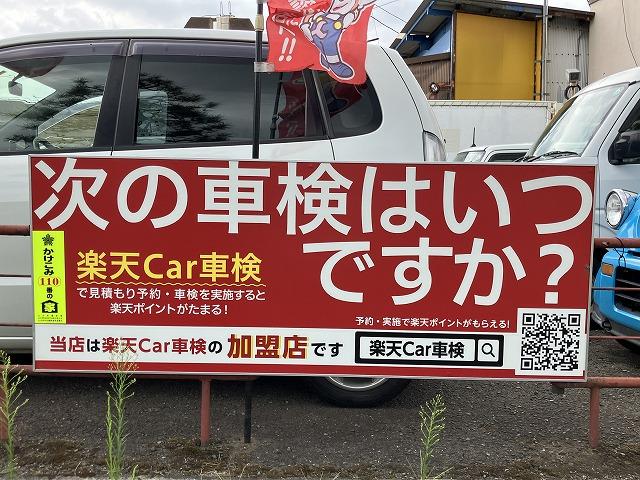 次の車検はいつ
ですか?
かけこみ
110
番の
家
楽天Car車検
で見積もり予約・車検を実施すると
楽天ポイントがたまる!
予約・実施で楽天ポイントがもらえる!
当店は楽天Car車検の加盟店です
楽天Car車検
!!